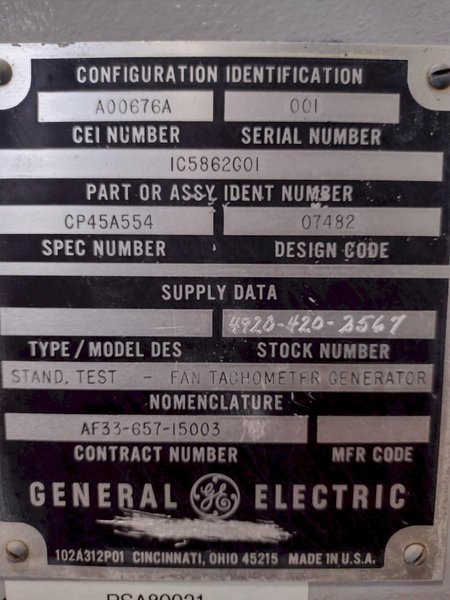 CONFIGURATION IDENTIFICATION
A00676A 001
CEI NUMBER SERIAL NUMBER
1C5862G01
PART OR ASSY IDENT NUMBER
CP45A554 07482
SPEC NUMBER DESIGN CODE
SUPPLY DATA
4920-420-2567
TYPE/MODEL DES STOCK NUMBER
STAND, TEST - FAN TACHOMETER GENERATOR
NOMENCLATURE
AF33-657-15003
CONTRACT NUMBER MFR CODE
GENERAL GE ELECTRIC
102A312P01 CINCINNATI, OHIO 45215 MADE IN U.S.A.